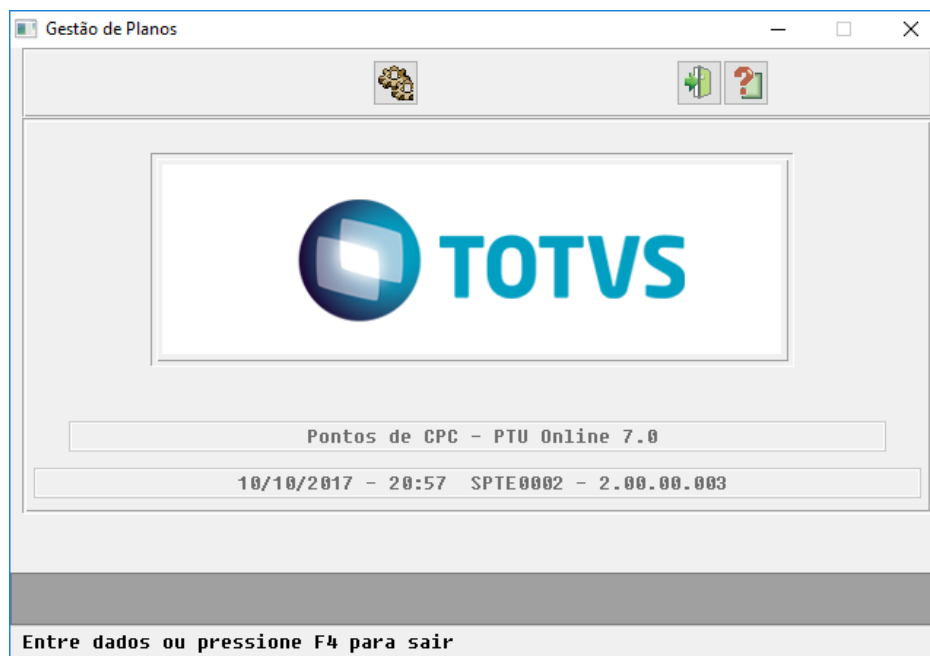 Gestão de Planos
TOTVS
Pontos de CPC - PTU Online 7.0
10/10/2017 - 20:57 SPTE0002 - 2.00.00.003
Entre dados ou pressione F4 para sair